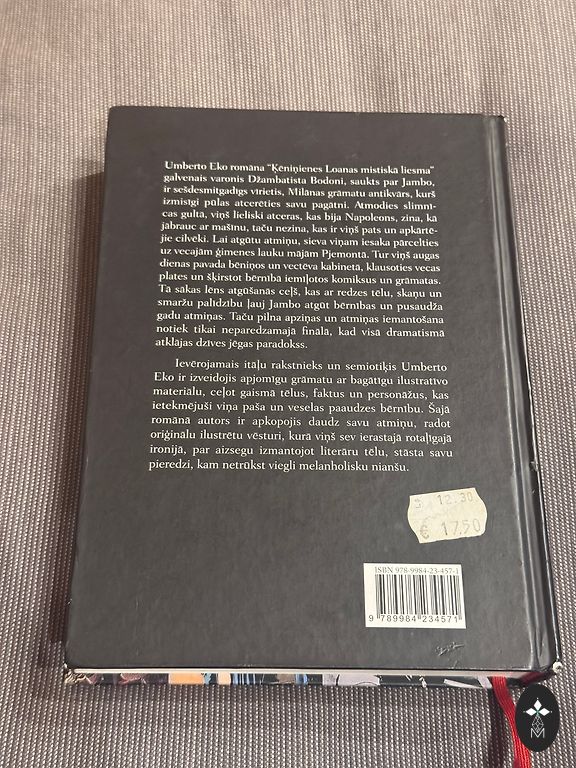 Umberto Eko romāna "Ķēniņienes Loanas mistiskā liesma"
galvenais varonis Džambatista Bodoni, saukts par Jambo,
ir sešdesmitgadīgs vīrietis, Milānas grāmatu antikvārs, kurš
izmisīgi pūlas atcerēties savu pagātni. Atmodies slimnī-
cas gultā, viņš lieliski atceras, kas bija Napoleons, zina, kā
jābrauc ar mašīnu, taču nezina, kas ir viņš pats un apkārtē-
jie cilvēki. Lai atgūtu atmiņu, sieva viņam iesaka pārcelties
uz vecajām ģimenes lauku mājām Pjemontā. Tur viņš augas
dienas pavada bēniņos un vectēva kabinetā, klausoties vecas
plates un šķirstot bērnībā iemīļotos komiksus un grāmatas.
Tā sākas lēns atgūšanās ceļš, kas ar redzes tēlu, skaņu un
smaržu palīdzību ļauj Jambo atgūt bērnības un pusaudža
gadu atmiņas. Taču pilna apziņas un atmiņas iemantošana
notiek tikai neparedzamajā finālā, kad visā dramatismā
atklājas dzīves jēgas paradokss.
Ievērojamais itāļu rakstnieks un semiotiķis Umberto
Eko ir izveidojis apjomīgu grāmatu ar bagātīgu ilustratīvo
materiālu, ceļot gaismā tēlus, faktus un personāžus, kas
ietekmējuši viņa paša un veselas paaudzes bērnību. Šajā
romānā autors ir apkopojis daudz savu atmiņu, radot
oriģinālu ilustrētu vēsturi, kurā viņš sev ierastajā rotaļīgajā
ironijā, par aizsegu izmantojot literāru tēlu, stāsta savu
pieredzi, kam netrūkst viegli melanholisku nianšu.
12.30
€ 17.50
ISBN 978-9984-23-457-1
9 789984 234571
M